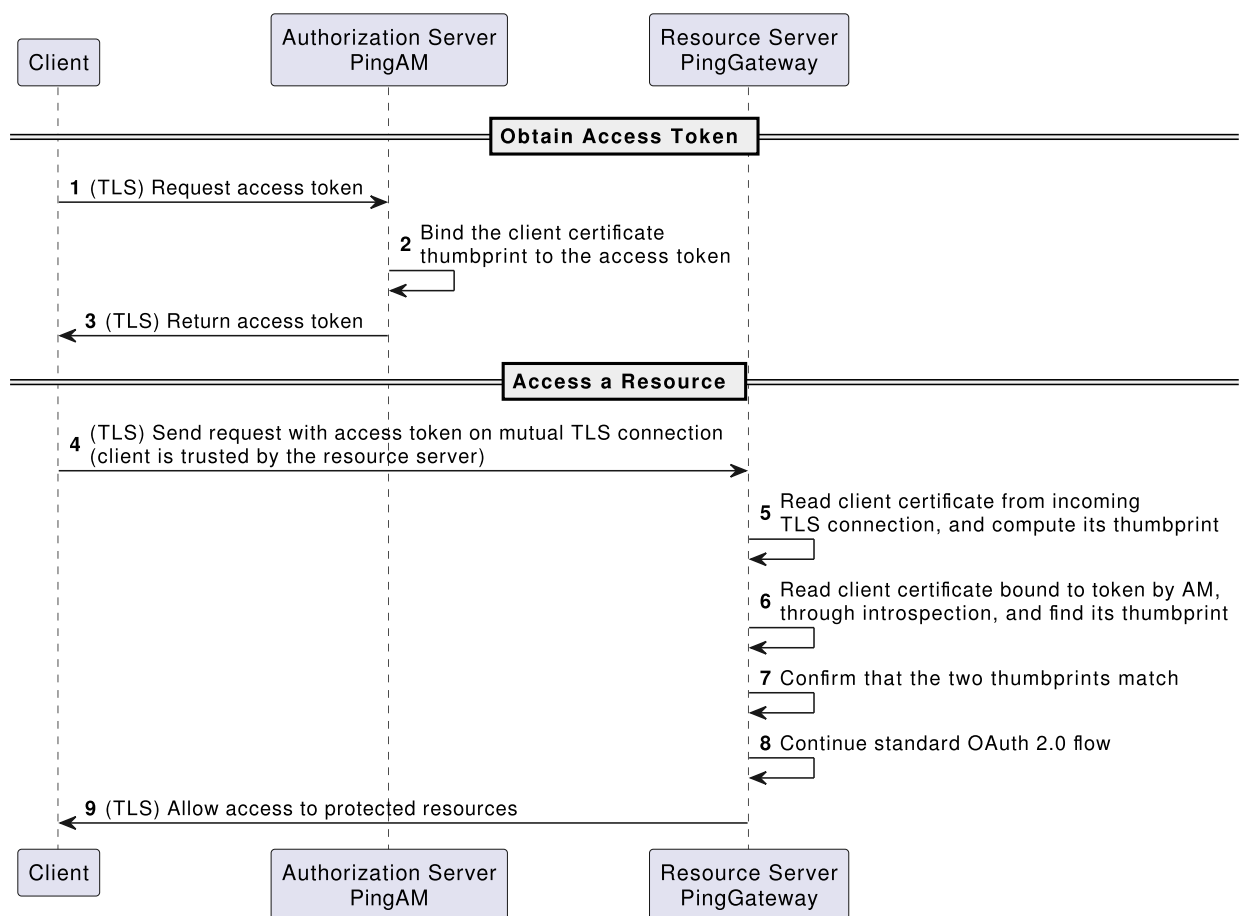 Client
Authorization Server
PingAM
Resource Server
PingGateway
Obtain Access Token
1 (TLS) Request access token
2 Bind the client certificate
thumbprint to the access token
3 (TLS) Return access token
Access a Resource
4 (TLS) Send request with access token on mutual TLS connection
(client is trusted by the resource server)
5 Read client certificate from incoming
TLS connection, and compute its thumbprint
6 Read client certificate bound to token by AM,
through introspection, and find its thumbprint
7 Confirm that the two thumbprints match
8 Continue standard OAuth 2.0 flow
9 (TLS) Allow access to protected resources
Client
Authorization Server
PingAM
Resource Server
PingGateway